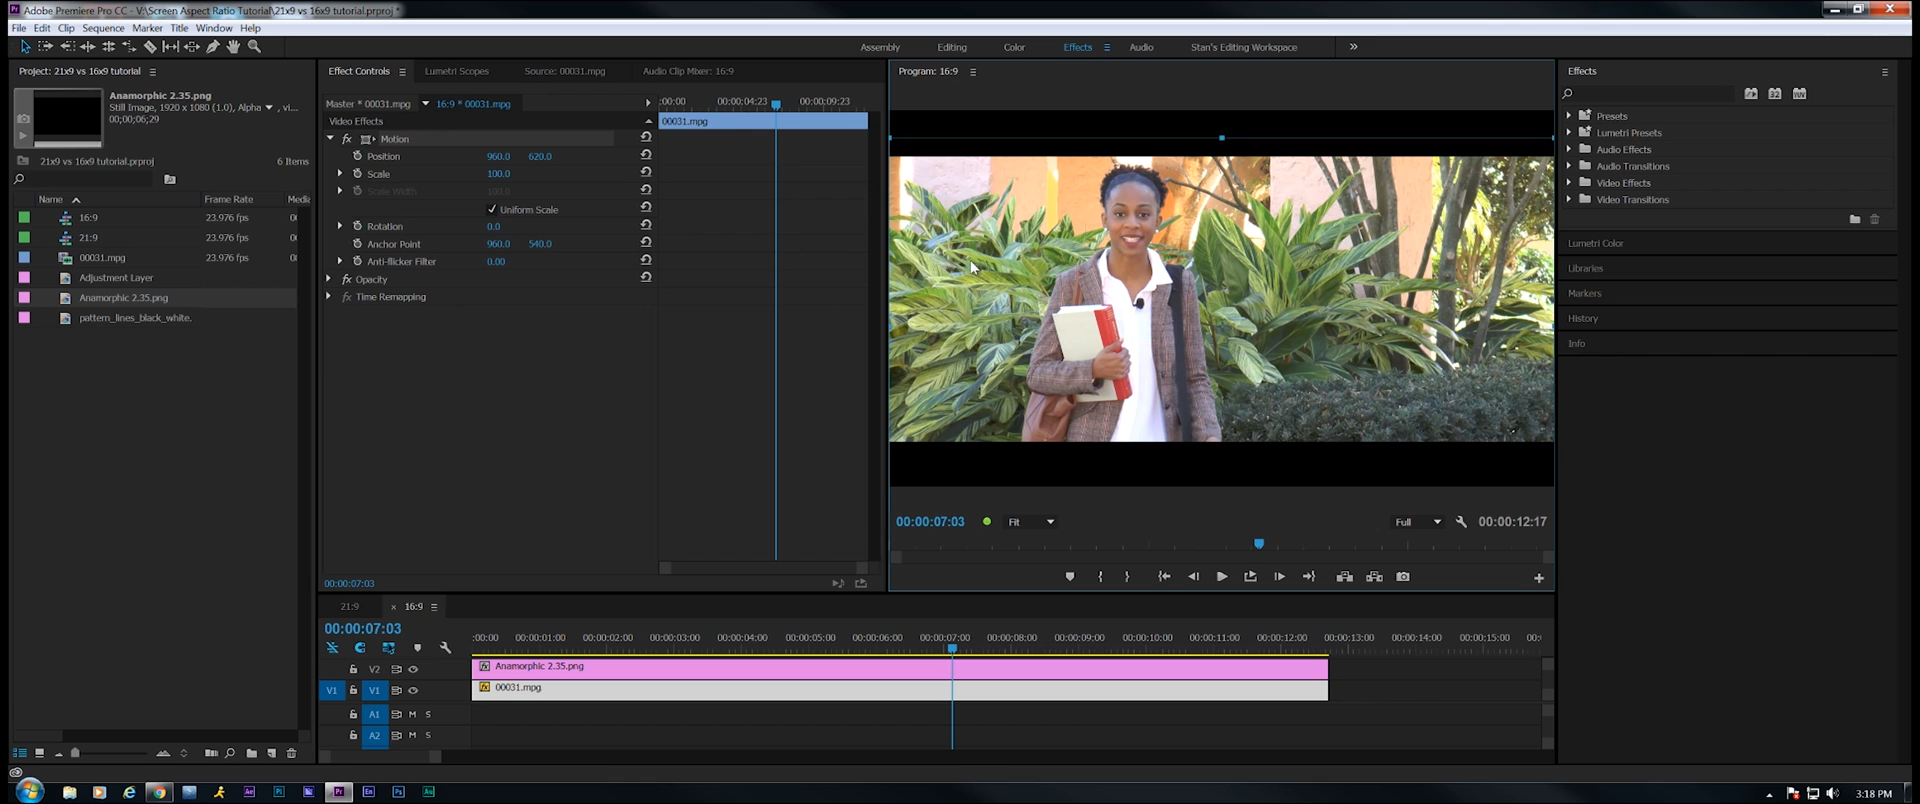 Adobe Premiere Pro CC - V:\Screen Aspect Ratio Tutorial\21x9 vs 16x9 tutorial.prproj *
File Edit Clip Sequence Marker Title Window Help
Assembly Editing Color Effects Audio Stan's Editing Workspace
Project: 21x9 vs 16x9 tutorial
Anamorphic 2.35.png
Still Image, 1920 x 1080 (1.0), Alpha , vi...
00;00;06;29
21x9 vs 16x9 tutorial.prproj 6 Items
Name Frame Rate Media
16:9 23.976 fps
21:9 23.976 fps
00031.mpg 23.976 fps
Adjustment Layer
Anamorphic 2.35.png
pattern_lines_black_white.
Effect Controls Lumetri Scopes Source: 00031.mpg Audio Clip Mixer: 16:9
Master * 00031.mpg 16:9 * 00031.mpg :00:00 00:00:04:23 00:00:09:23
Video Effects 00031.mpg
fx Motion
Position 960.0 620.0
Scale 100.0
Scale Width 100.0
Uniform Scale
Rotation 0.0
Anchor Point 960.0 540.0
Anti-flicker Filter 0.00
fx Opacity
fx Time Remapping
00:00:07:03
Program: 16:9
00:00:07:03 Fit Full 00:00:12:17
Effects
Presets
Lumetri Presets
Audio Effects
Audio Transitions
Video Effects
Video Transitions
Lumetri Color
Libraries
Markers
History
Info
21:9 × 16:9
00:00:07:03
:00:00 00:00:01:00 00:00:02:00 00:00:03:00 00:00:04:00 00:00:05:00 00:00:06:00 00:00:07:00 00:00:08:00 00:00:09:00 00:00:10:00 00:00:11:00 00:00:12:00 00:00:13:00 00:00:14:00 00:00:15:00 00:
V2 fx Anamorphic 2.35.png
V1 V1 fx 00031.mpg
A1 M S
A2 M S
Ae Pl Pr En Ps Au
3:18 PM